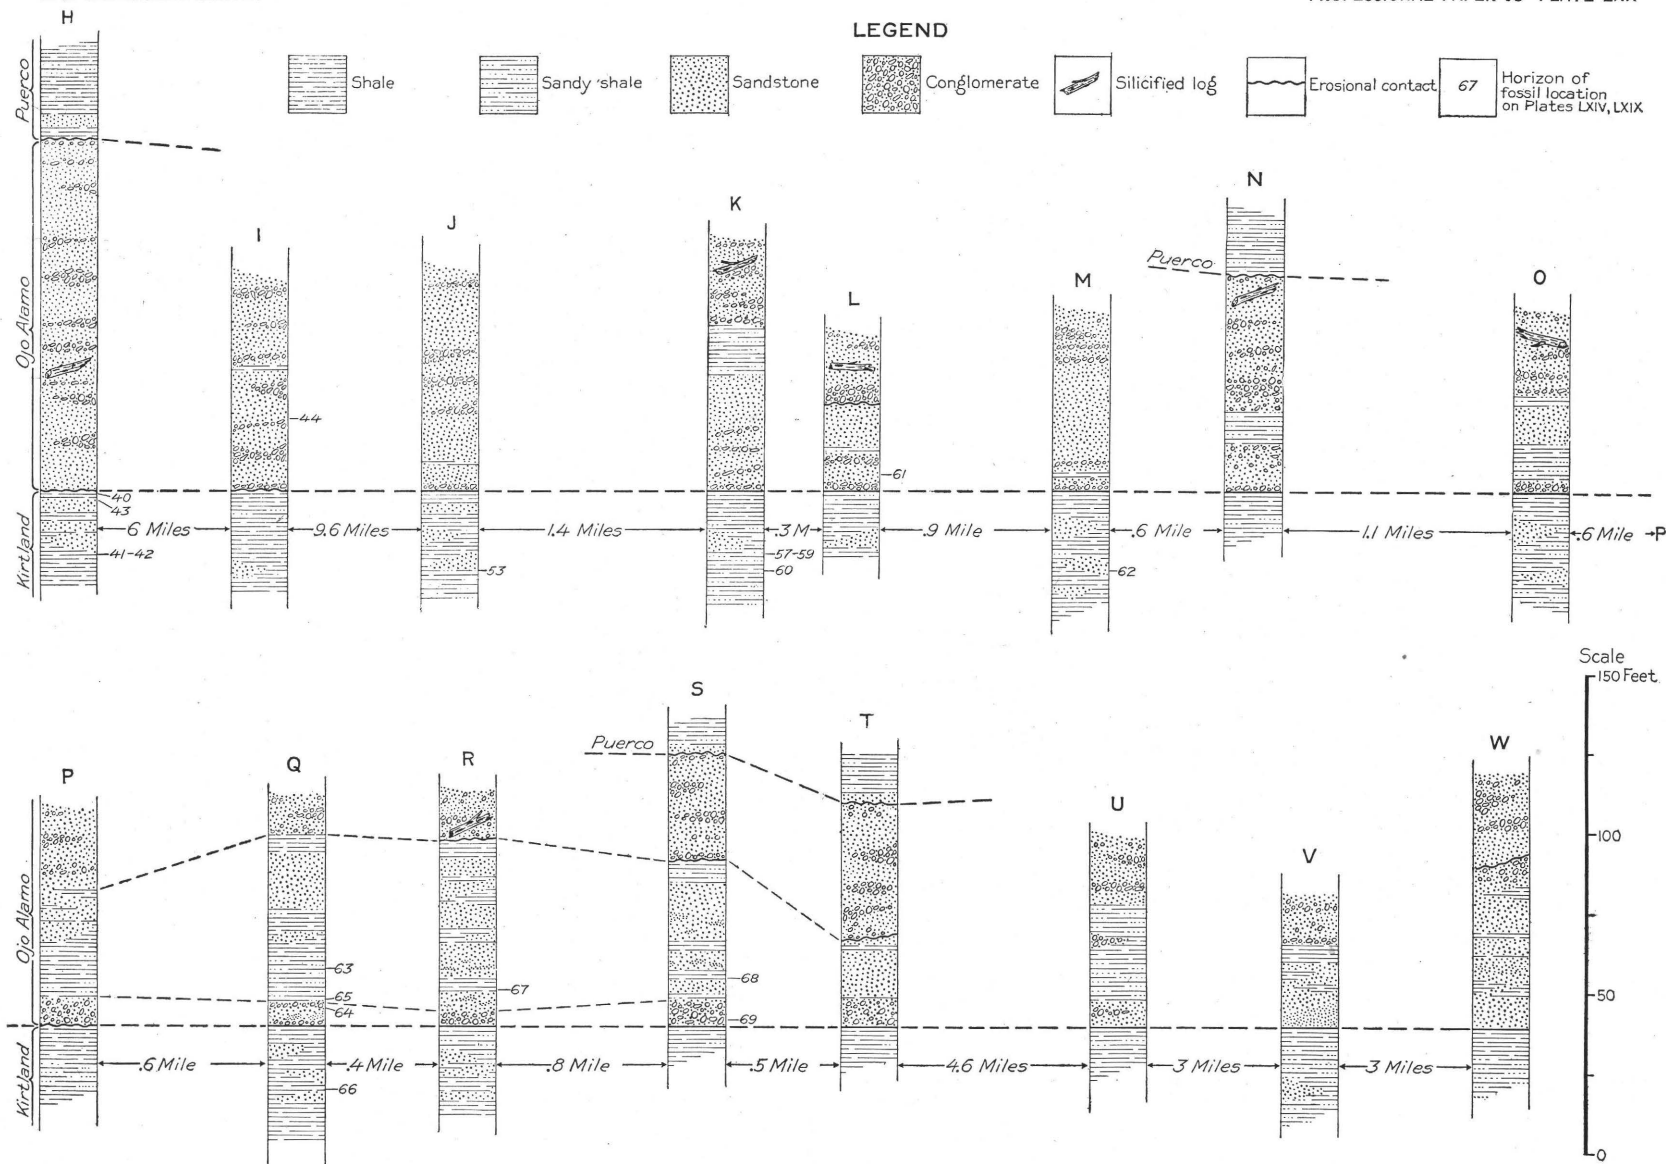 LEGEND
Shale
Sandy shale
Sandstone
Conglomerate
Silicified log
Erosional contact
67
Horizon of
fossil location
on Plates LXIV, LXIX
H
I
J
K
L
M
N
O
Puerco
Ojo Alamo
Kirtland
Puerco
40
43
41-42
44
53
57-59
60
61
62
6 Miles
9.6 Miles
1.4 Miles
.3 M
.9 Mile
.6 Mile
1.1 Miles
.6 Mile
P
Scale
150 Feet
100
50
0
P
Q
R
S
T
U
V
W
Ojo Alamo
Kirtland
Puerco
63
65
64
66
67
68
69
.6 Mile
.4 Mile
.8 Mile
.5 Mile
4.6 Miles
3 Miles
3 Miles